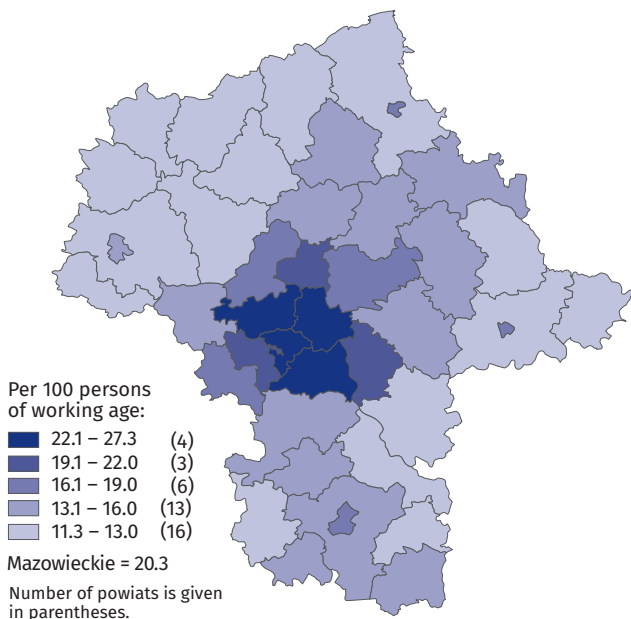 Per 100 persons
of working age:
22.1 – 27.3 (4)
19.1 – 22.0 (3)
16.1 – 19.0 (6)
13.1 – 16.0 (13)
11.3 – 13.0 (16)
Mazowieckie = 20.3
Number of powiats is given
in parentheses.